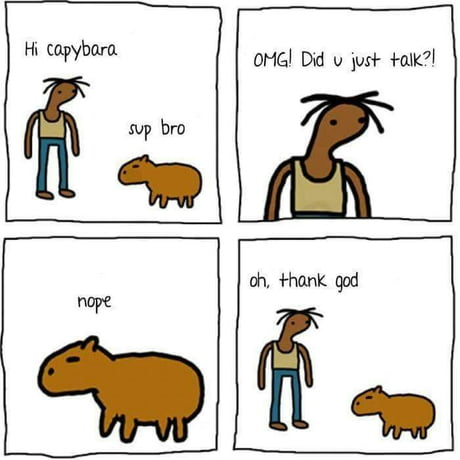 Hi capybara
sup bro
OMG! Did u just talk?!
nope
oh, thank god